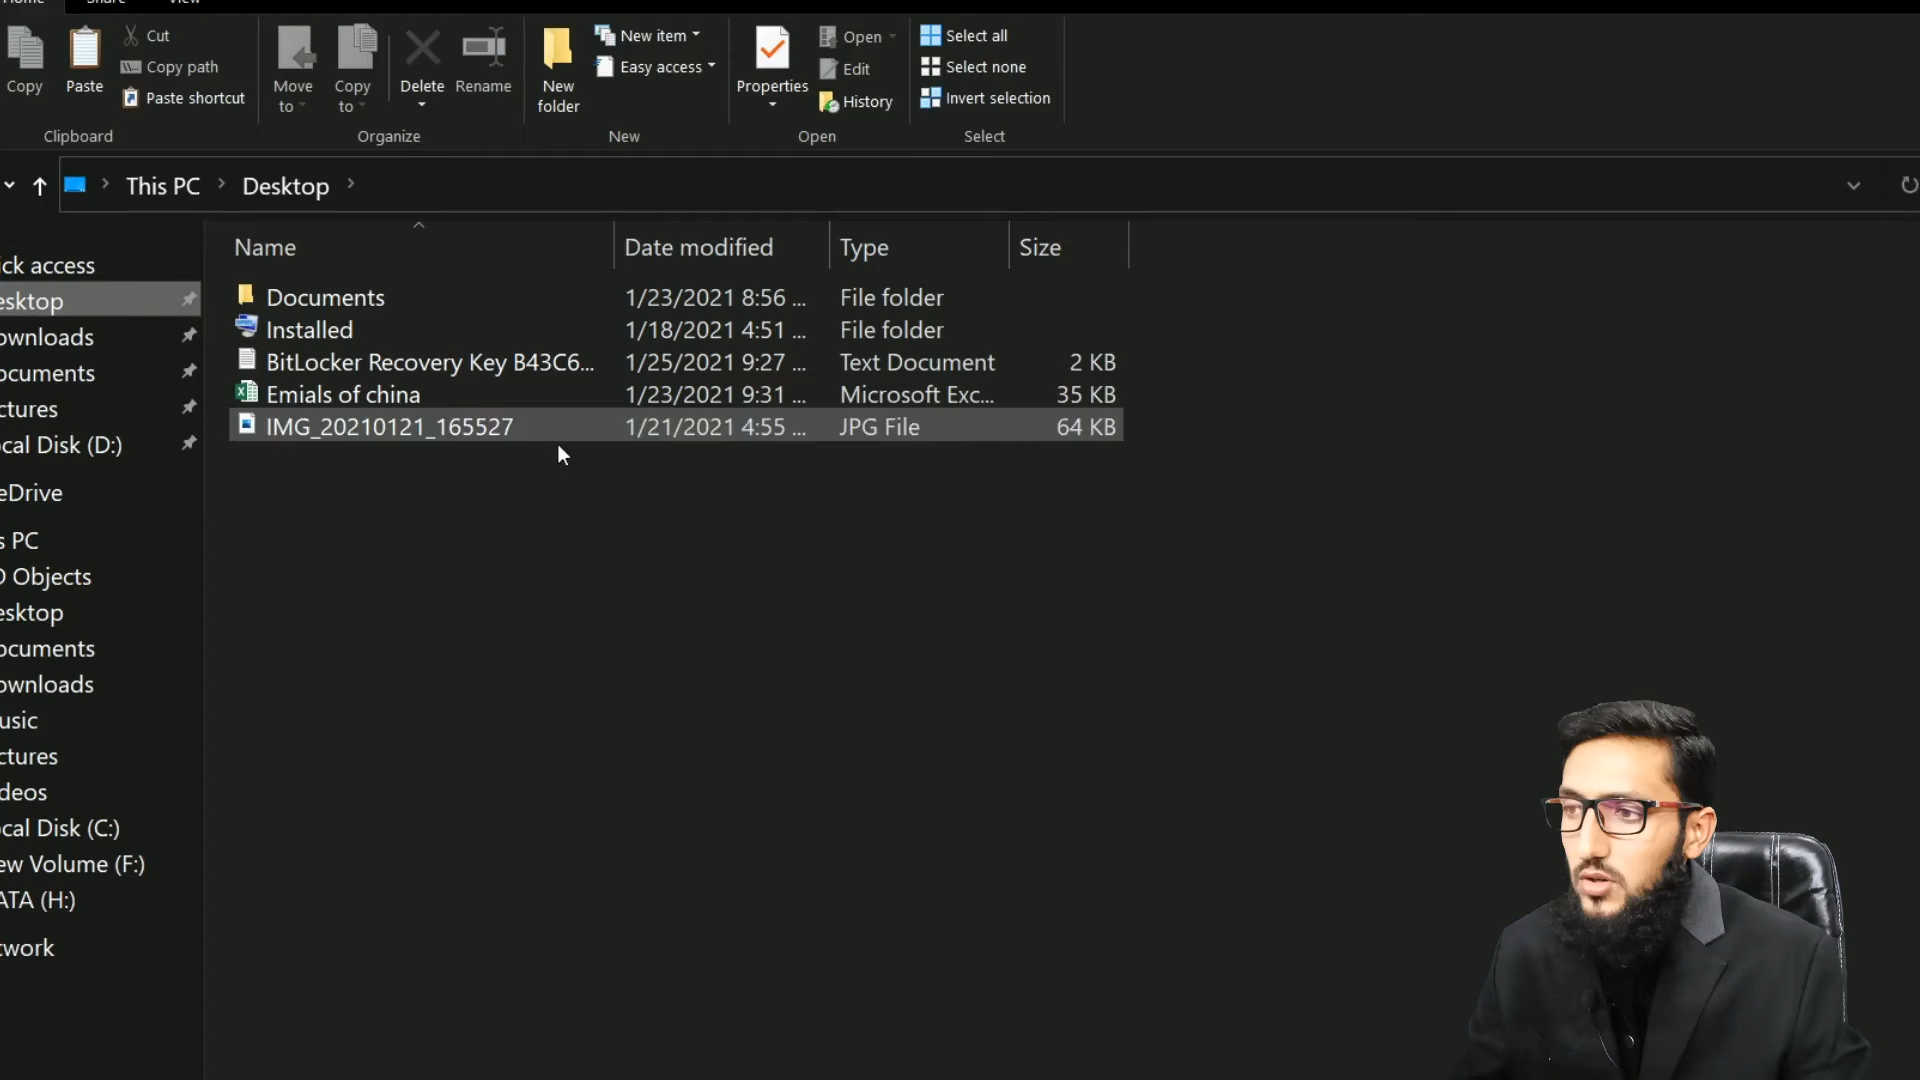 Home Share View
Copy
Paste
Cut
Copy path
Paste shortcut
Clipboard
Move to
Copy to
Delete
Rename
Organize
New folder
New item
Easy access
New
Properties
Open
Edit
History
Open
Select all
Select none
Invert selection
Select
This PC > Desktop >
Name Date modified Type Size
Documents 1/23/2021 8:56 ... File folder
Installed 1/18/2021 4:51 ... File folder
BitLocker Recovery Key B43C6... 1/25/2021 9:27 ... Text Document 2 KB
Emials of china 1/23/2021 9:31 ... Microsoft Exc... 35 KB
IMG_20210121_165527 1/21/2021 4:55 ... JPG File 64 KB
ick access
esktop
ownloads
ocuments
ctures
cal Disk (D:)
eDrive
s PC
D Objects
esktop
ocuments
ownloads
usic
ctures
deos
cal Disk (C:)
ew Volume (F:)
ATA (H:)
twork